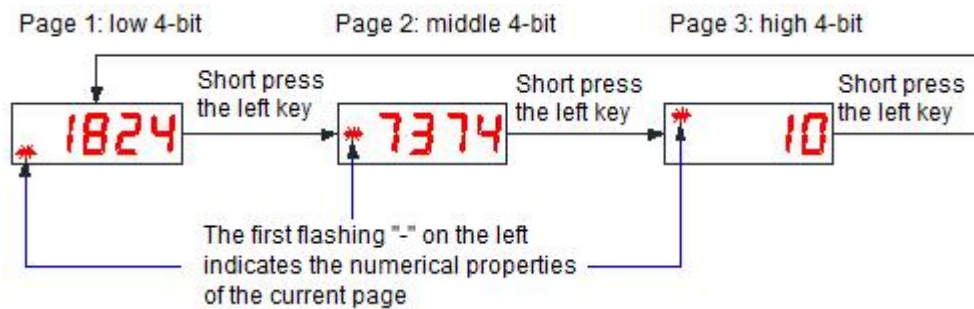 Page 1: low 4-bit
Page 2: middle 4-bit
Page 3: high 4-bit
Short press
the left key
Short press
the left key
Short press
the left key
1824
7374
10
The first flashing "-" on the left
indicates the numerical properties
of the current page